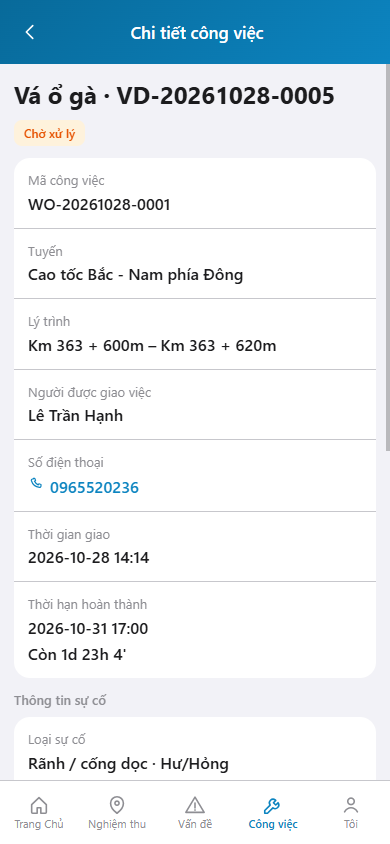 Chi tiết công việc
Vá ổ gà · VD-20261028-0005
Chờ xử lý
Mã công việc
WO-20261028-0001
Tuyến
Cao tốc Bắc - Nam phía Đông
Lý trình
Km 363 + 600m – Km 363 + 620m
Người được giao việc
Lê Trần Hạnh
Số điện thoại
0965520236
Thời gian giao
2026-10-28 14:14
Thời hạn hoàn thành
2026-10-31 17:00
Còn 1d 23h 4'
Thông tin sự cố
Loại sự cố
Rãnh / cống dọc · Hư/Hỏng
Trang Chủ
Nghiệm thu
Vấn đề
Công việc
Tôi